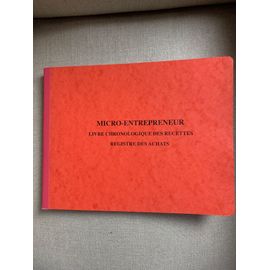 MICRO-ENTREPRENEUR
LIVRE CHRONOLOGIQUE DES RECETTES
REGISTRE DES ACHATS